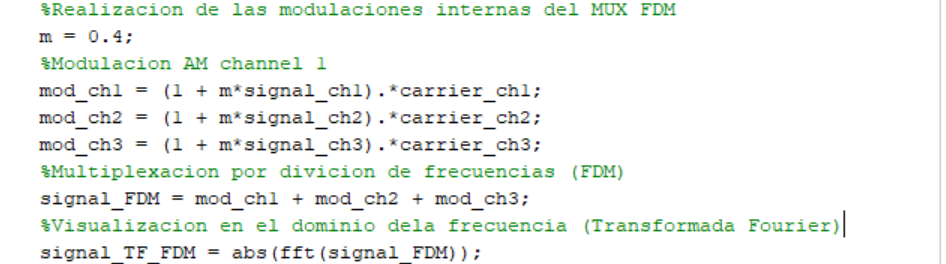 %Realizacion de las modulaciones internas del MUX FDM
m = 0.4;
%Modulacion AM channel 1
mod_ch1 = (1 + m*signal_ch1).*carrier_ch1;
mod_ch2 = (1 + m*signal_ch2).*carrier_ch2;
mod_ch3 = (1 + m*signal_ch3).*carrier_ch3;
%Multiplexacion por divicion de frecuencias (FDM)
signal_FDM = mod_ch1 + mod_ch2 + mod_ch3;
%Visualizacion en el dominio dela frecuencia (Transformada Fourier)
signal_TF_FDM = abs(fft(signal_FDM));